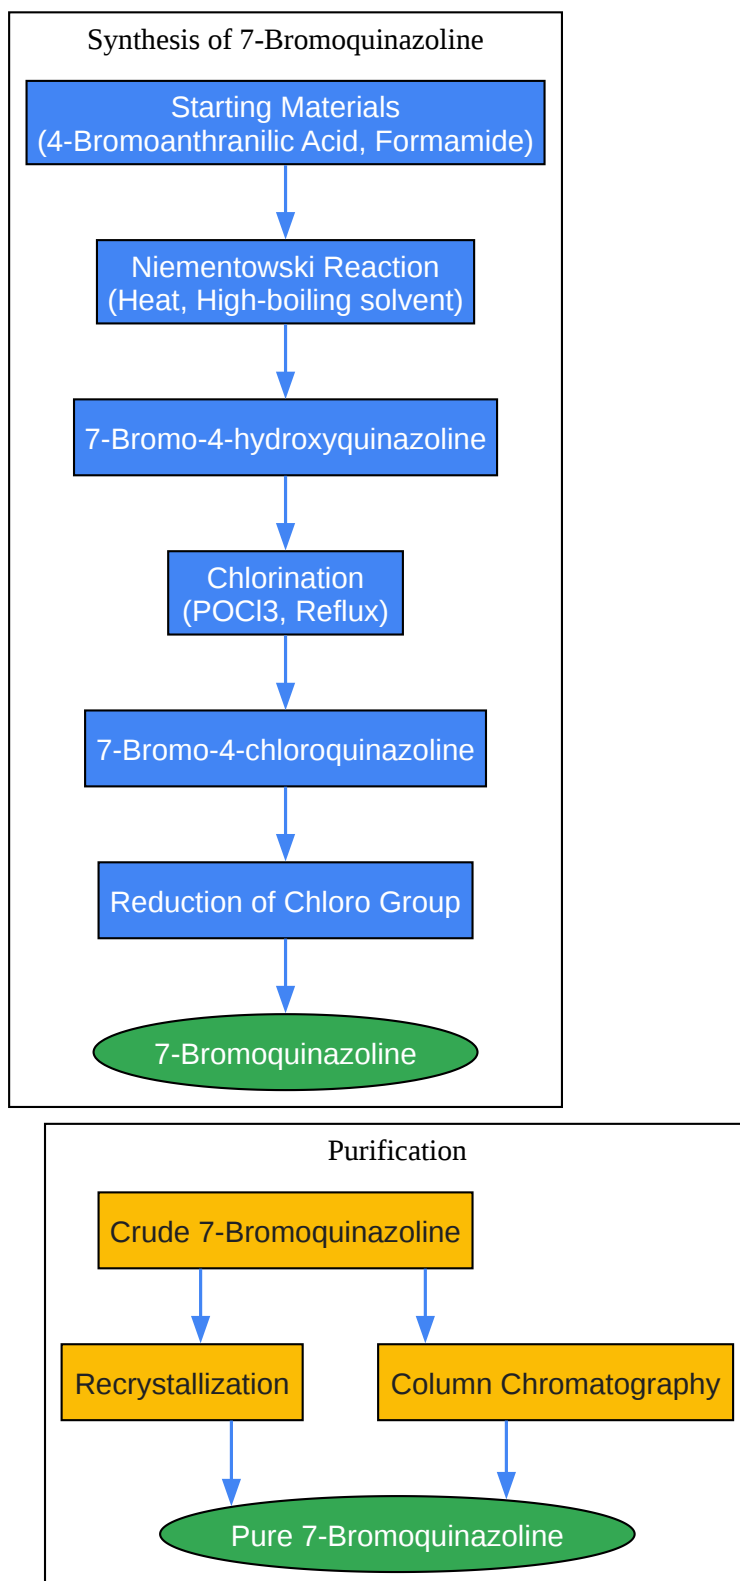 Synthesis of 7-Bromoquinazoline
Starting Materials
(4-Bromoanthranilic Acid, Formamide)
Niementowski Reaction
(Heat, High-boiling solvent)
7-Bromo-4-hydroxyquinazoline
Chlorination
(POCl3, Reflux)
7-Bromo-4-chloroquinazoline
Reduction of Chloro Group
7-Bromoquinazoline
Purification
Crude 7-Bromoquinazoline
Recrystallization
Column Chromatography
Pure 7-Bromoquinazoline